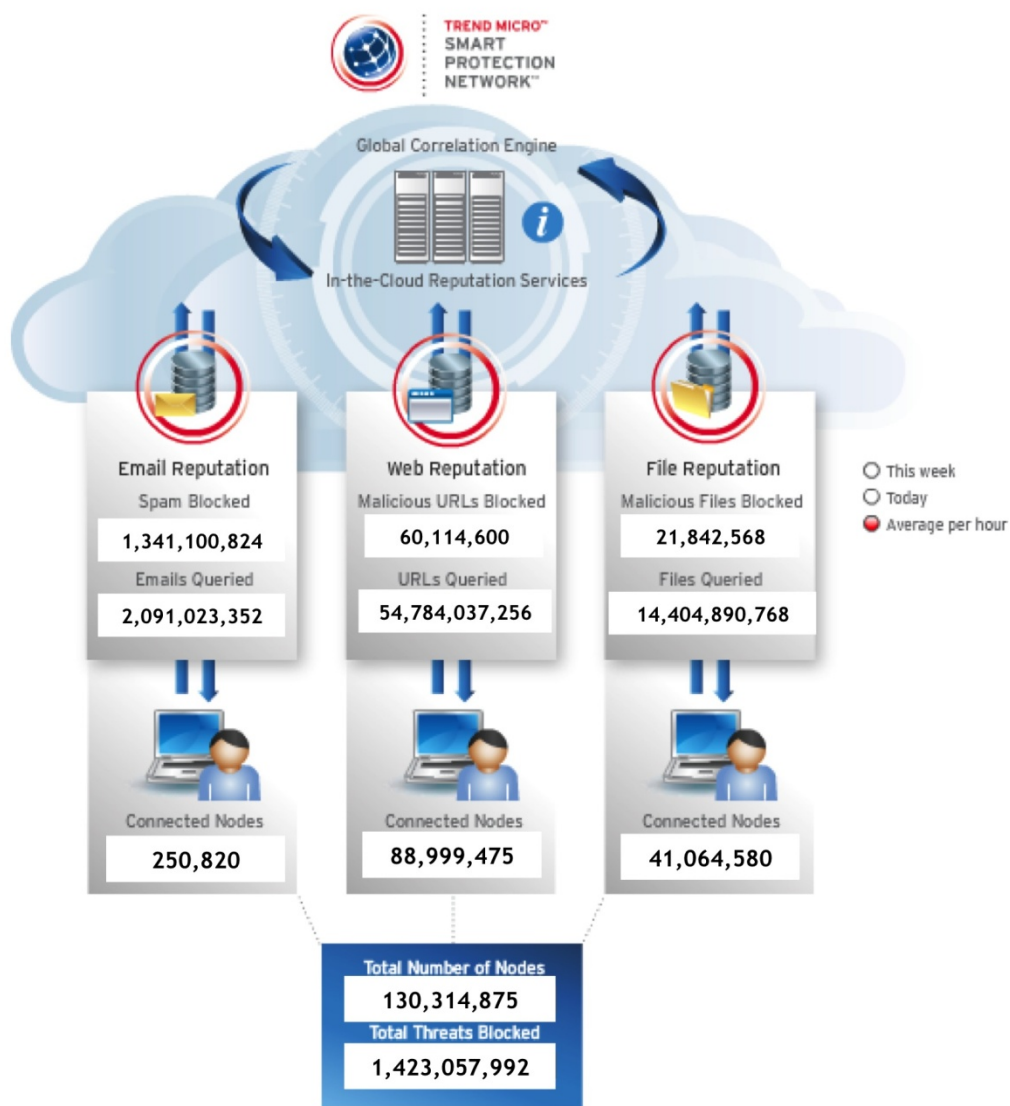 TREND MICRO™
SMART
PROTECTION
NETWORK™
Global Correlation Engine
i
In-the-Cloud Reputation Services
Email Reputation
Spam Blocked
1,341,100,824
Emails Queried
2,091,023,352
Connected Nodes
250,820
Web Reputation
Malicious URLs Blocked
60,114,600
URLs Queried
54,784,037,256
Connected Nodes
88,999,475
File Reputation
Malicious Files Blocked
21,842,568
Files Queried
14,404,890,768
Connected Nodes
41,064,580
This week
Today
Average per hour
Total Number of Nodes
130,314,875
Total Threats Blocked
1,423,057,992